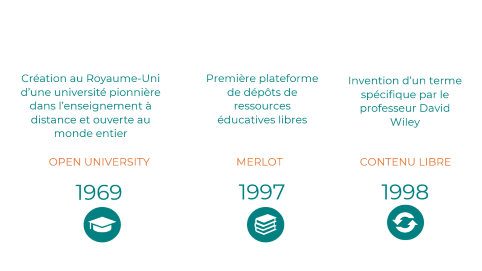 Création au Royaume-Uni
d'une université pionnière
dans l'enseignement à
distance et ouverte au
monde entier
OPEN UNIVERSITY
1969
Première plateforme
de dépôts de
ressources
éducatives libres
MERLOT
1997
Invention d'un terme
spécifique par le
professeur David
Wiley
CONTENU LIBRE
1998